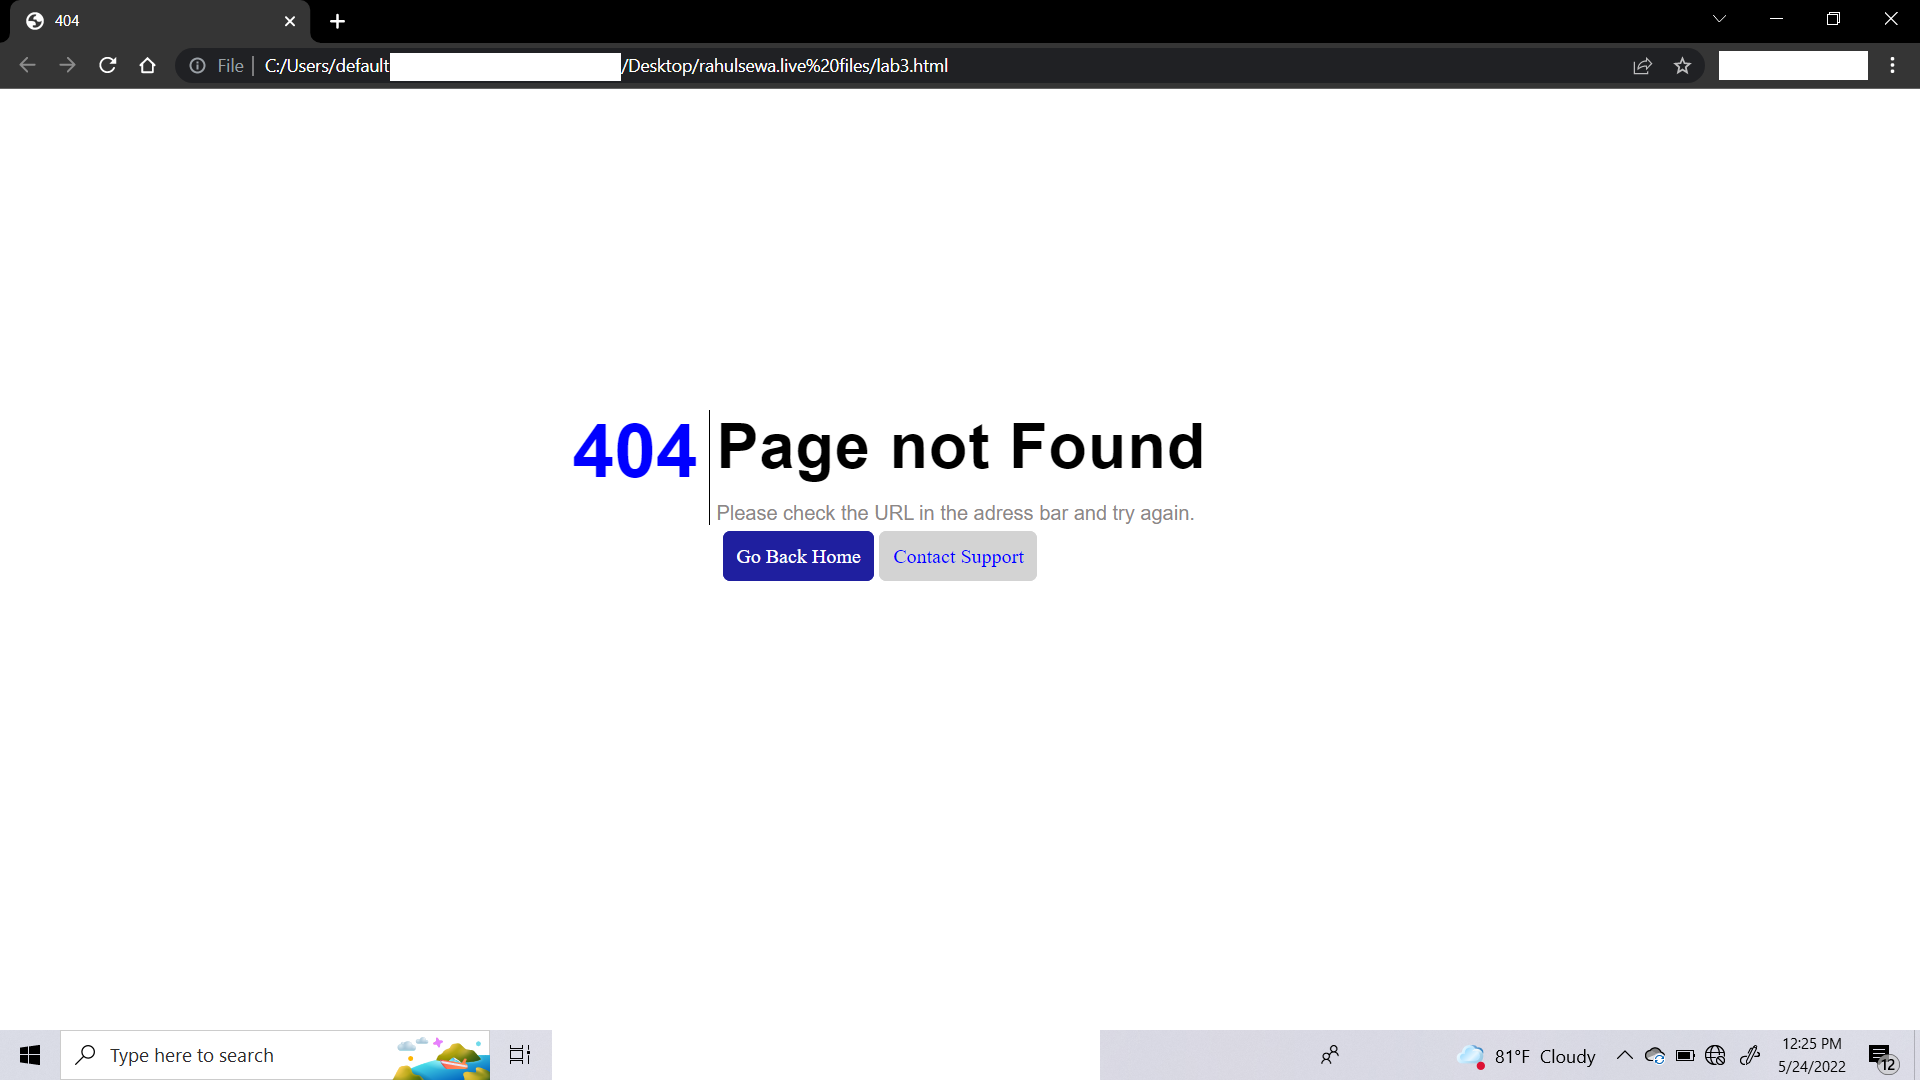 404
File
C:/Users/default /Desktop/rahulsewa.live%20files/lab3.html
404
Page not Found
Please check the URL in the adress bar and try again.
Go Back Home Contact Support
Type here to search
81°F Cloudy
12:25 PM
5/24/2022
12